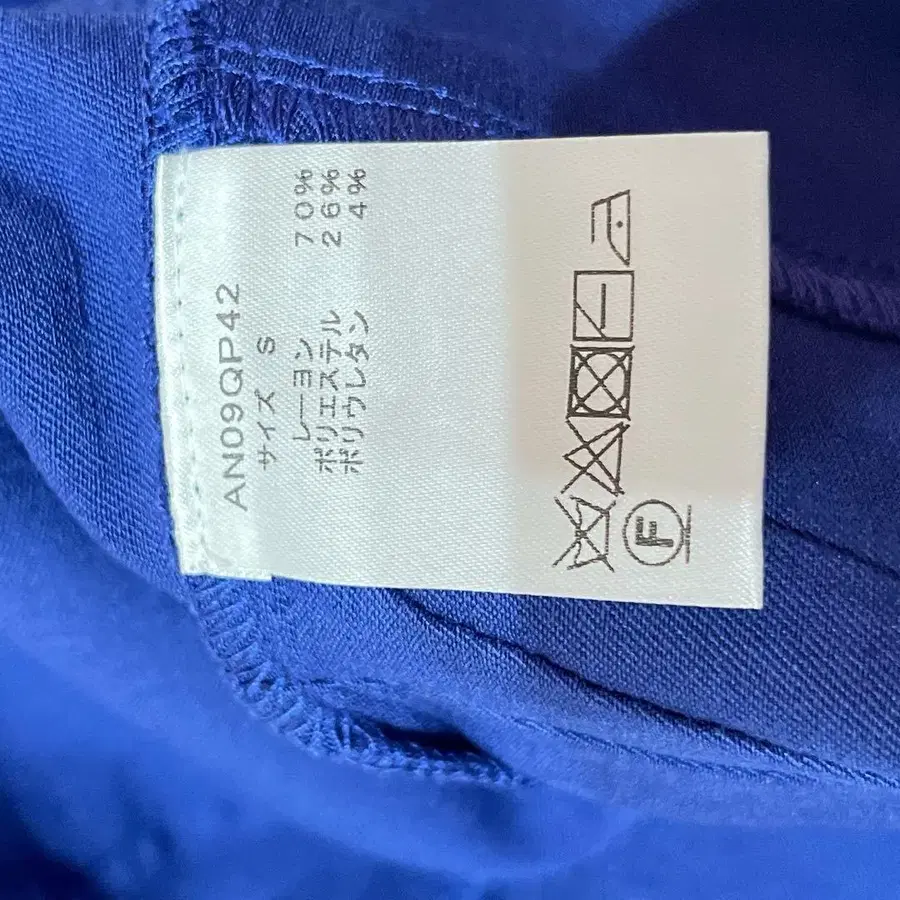 AN09QP42
サイズ S
レーヨン 70%
ポリエステル 26%
ポリウレタン 4%
F